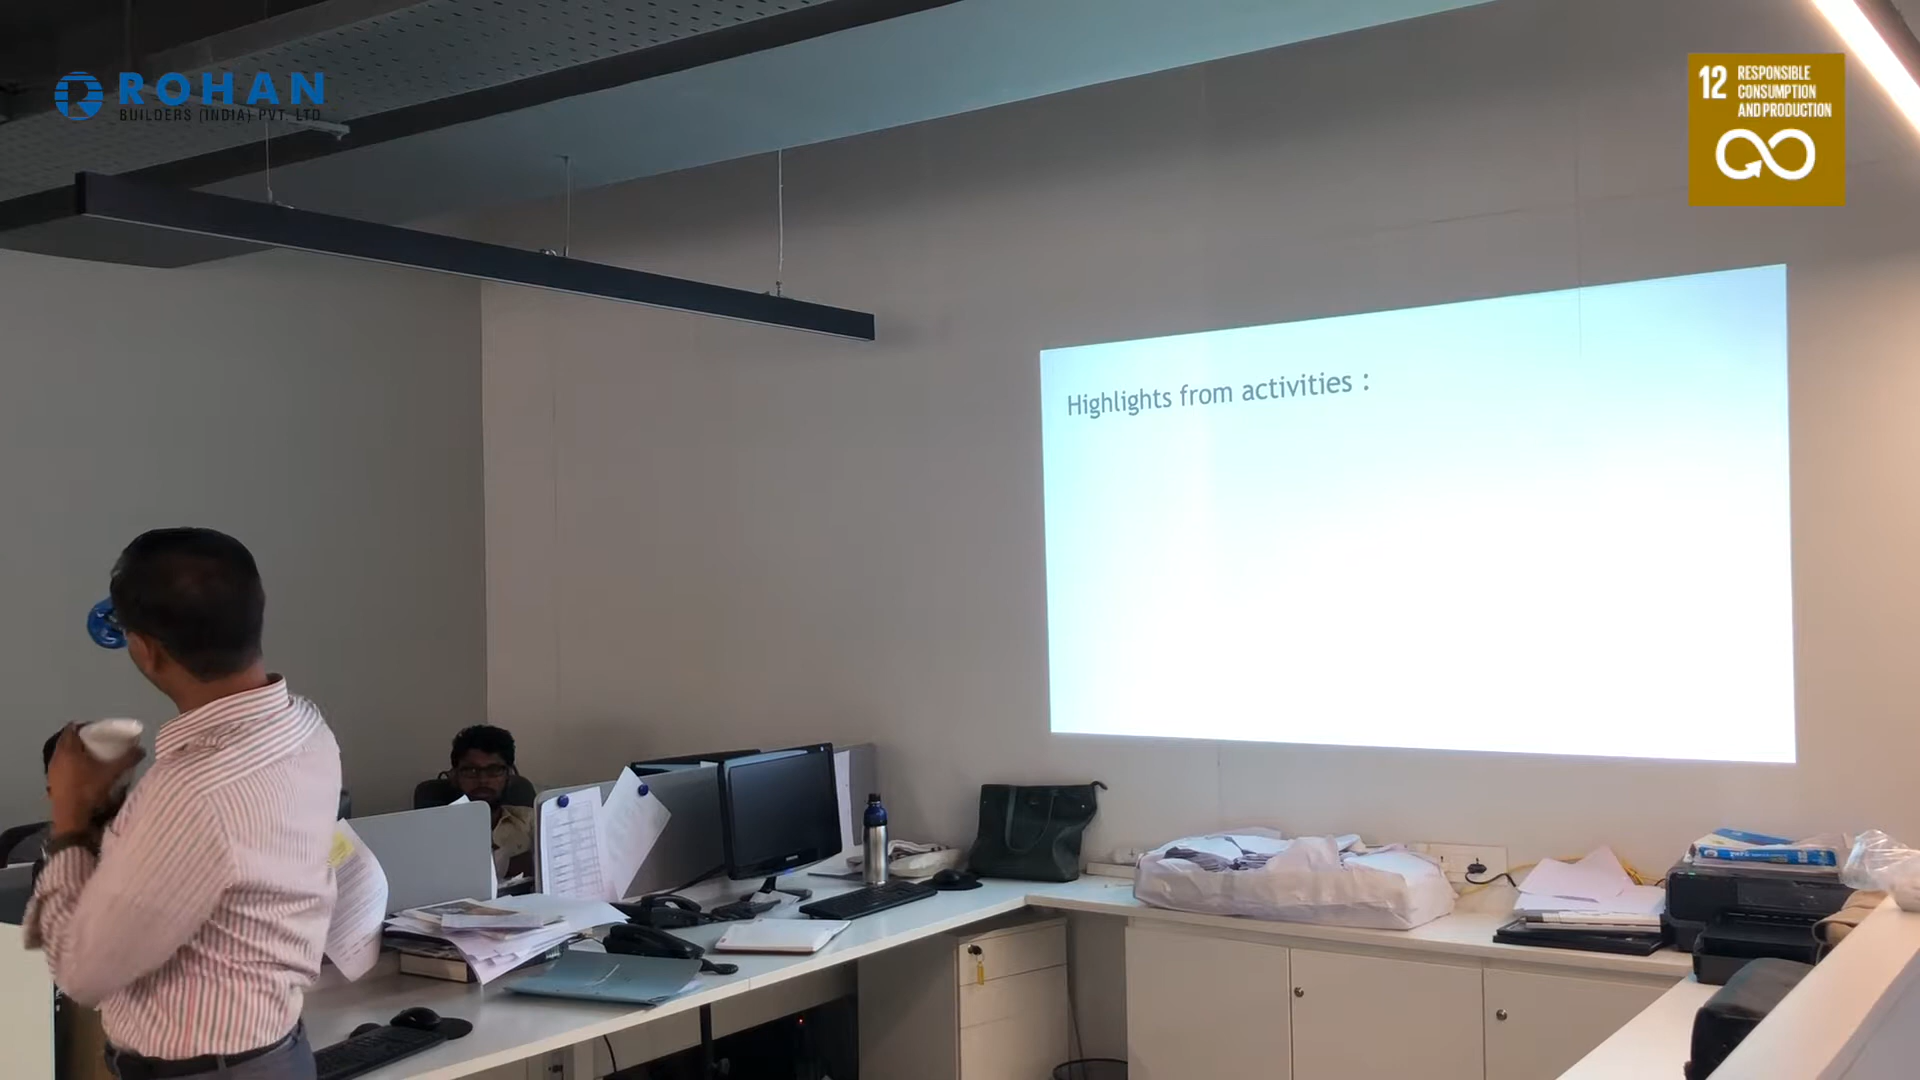 ROHAN
BUILDERS (INDIA) PVT. LTD
12 RESPONSIBLE
CONSUMPTION
AND PRODUCTION
Highlights from activities :